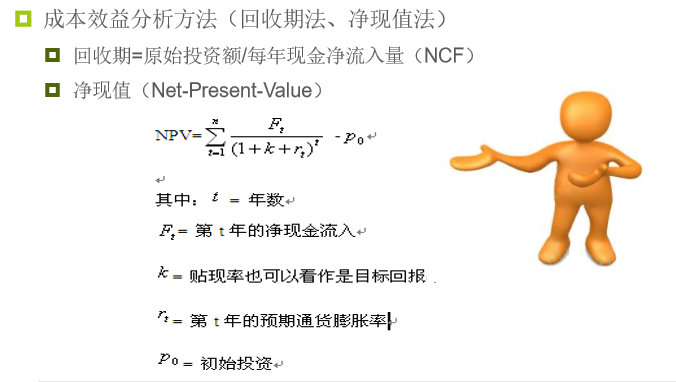 成本效益分析方法（回收期法、净现值法）
回收期=原始投资额/每年现金净流入量（NCF）
净现值（Net-Present-Value）
NPV=∑_{t=1}^{n} F_t/(1+k+r_t)^t - p_0
其中：t = 年数
F_t = 第 t 年的净现金流入
k = 贴现率也可以看作是目标回报 .
r_t = 第 t 年的预期通货膨胀率
p_0 = 初始投资